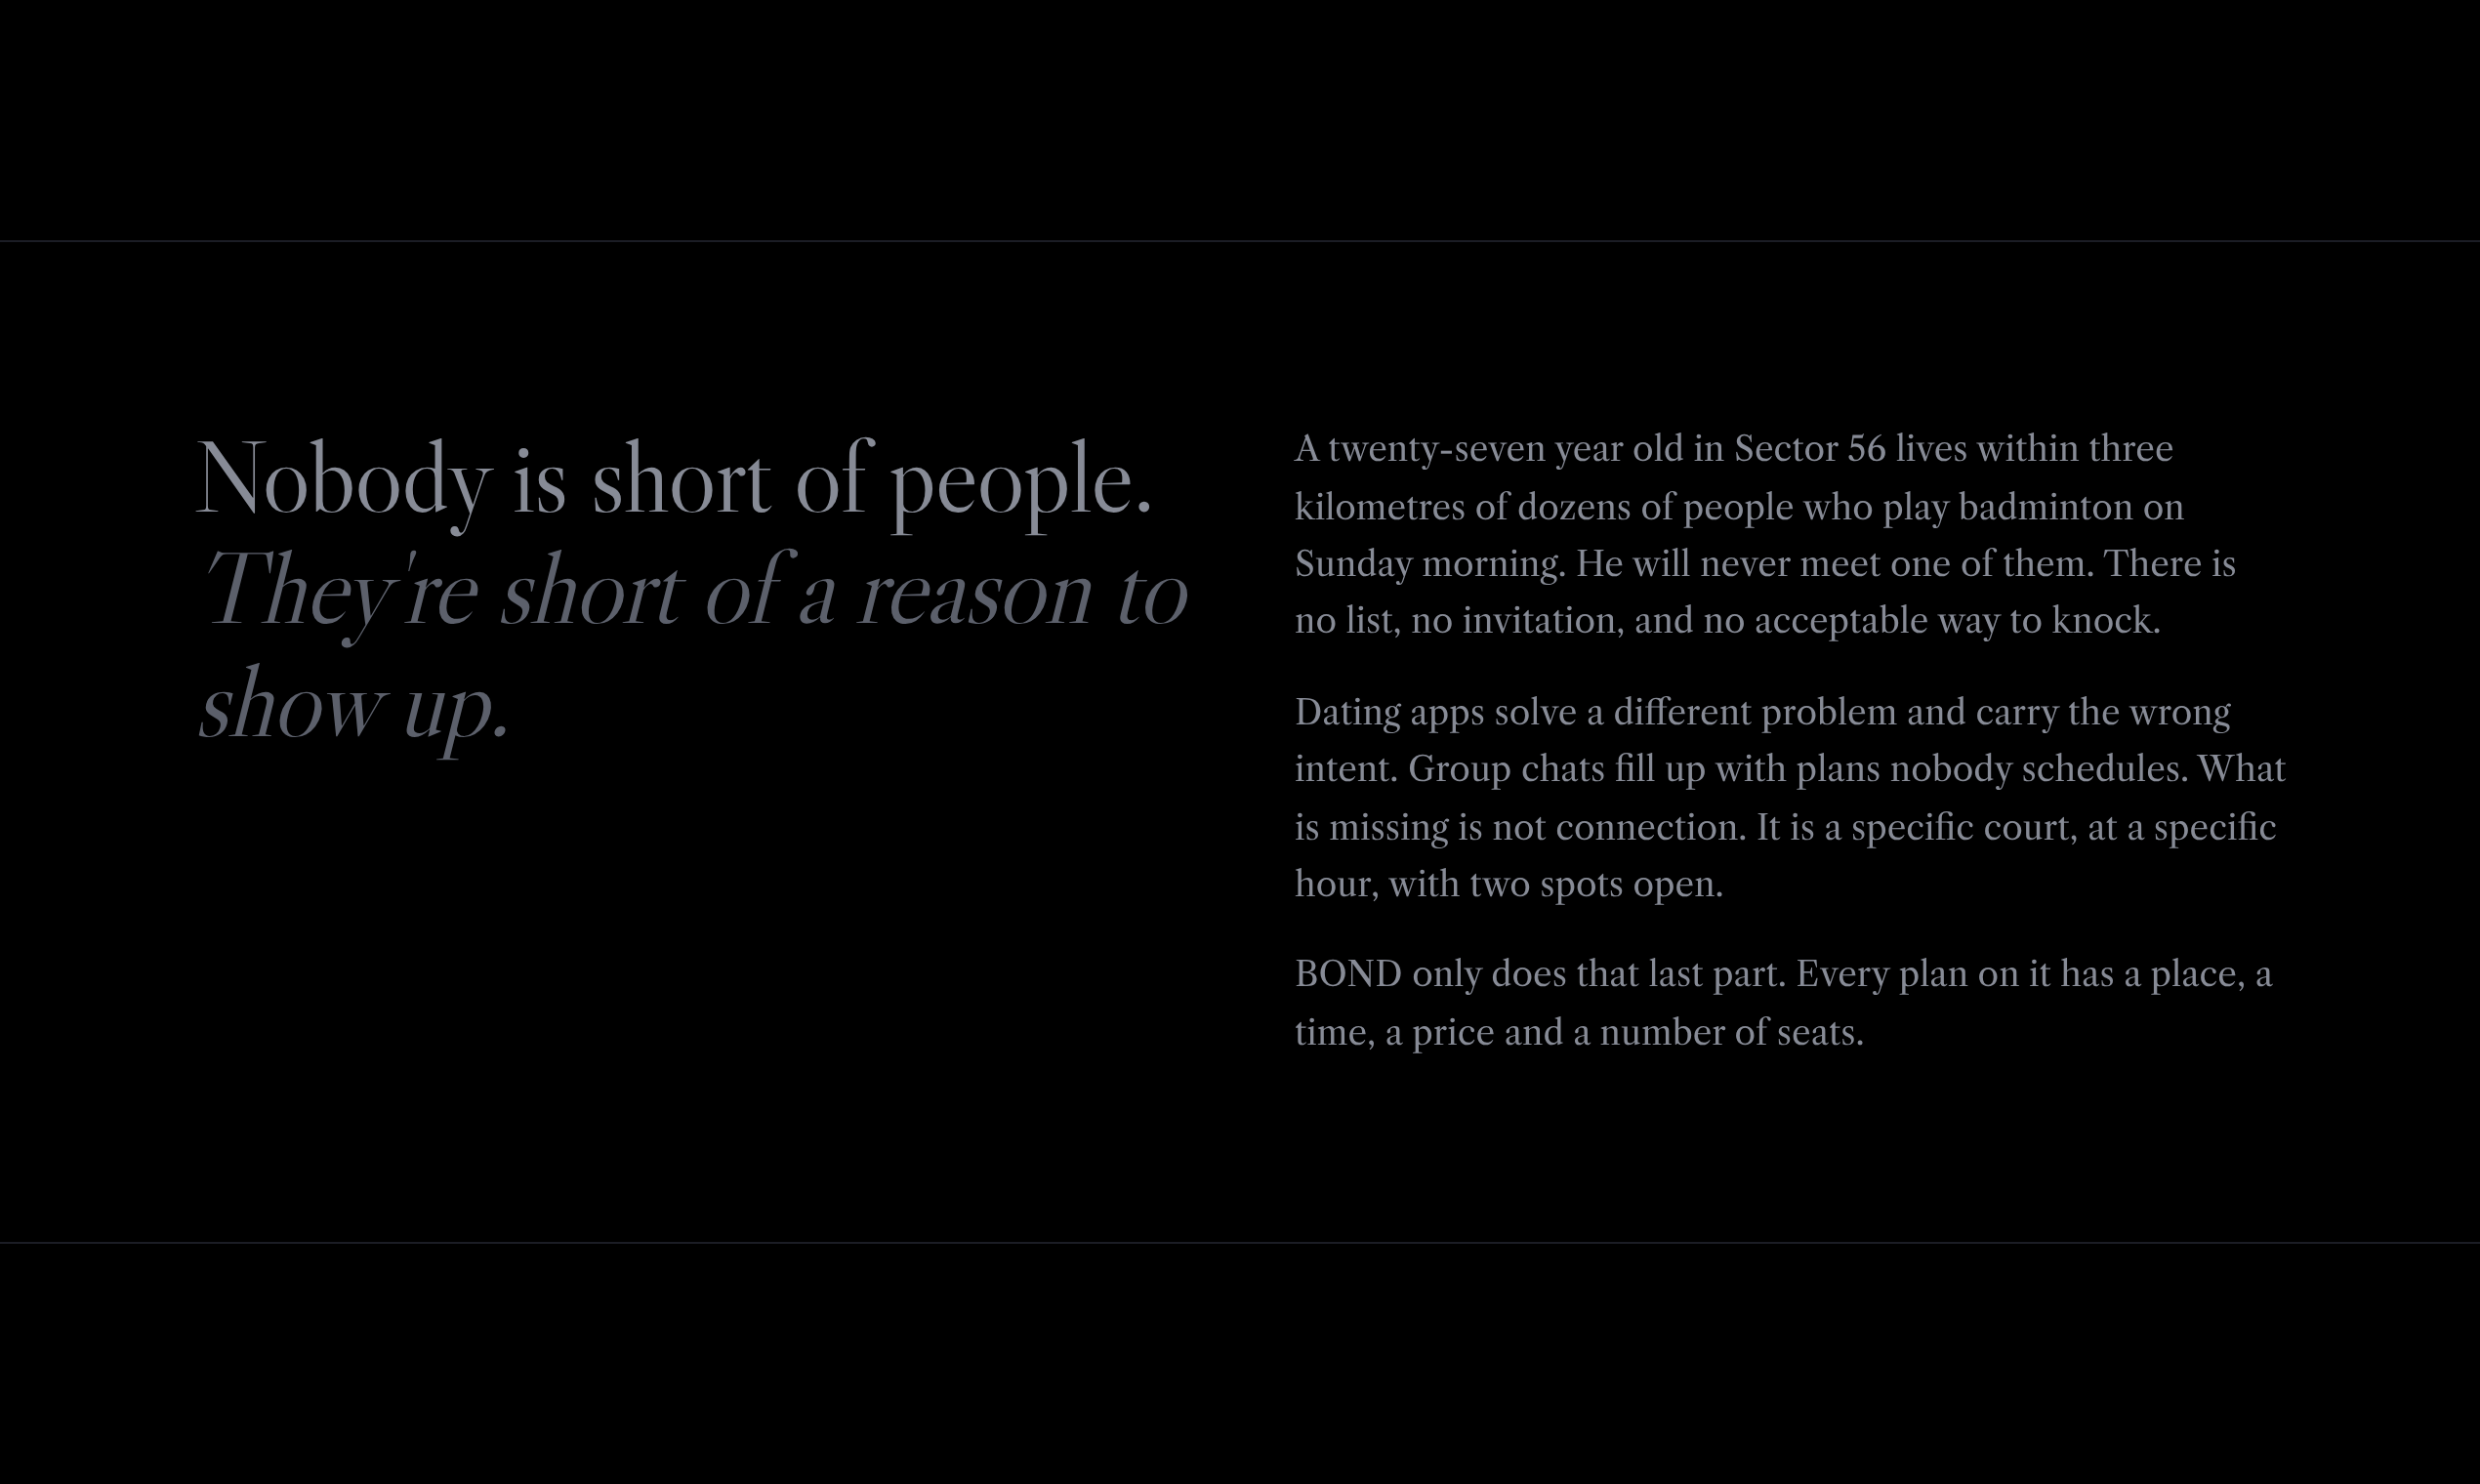 Nobody is short of people.
They're short of a reason to
show up.
A twenty-seven year old in Sector 56 lives within three
kilometres of dozens of people who play badminton on
Sunday morning. He will never meet one of them. There is
no list, no invitation, and no acceptable way to knock.
Dating apps solve a different problem and carry the wrong
intent. Group chats fill up with plans nobody schedules. What
is missing is not connection. It is a specific court, at a specific
hour, with two spots open.
BOND only does that last part. Every plan on it has a place, a
time, a price and a number of seats.